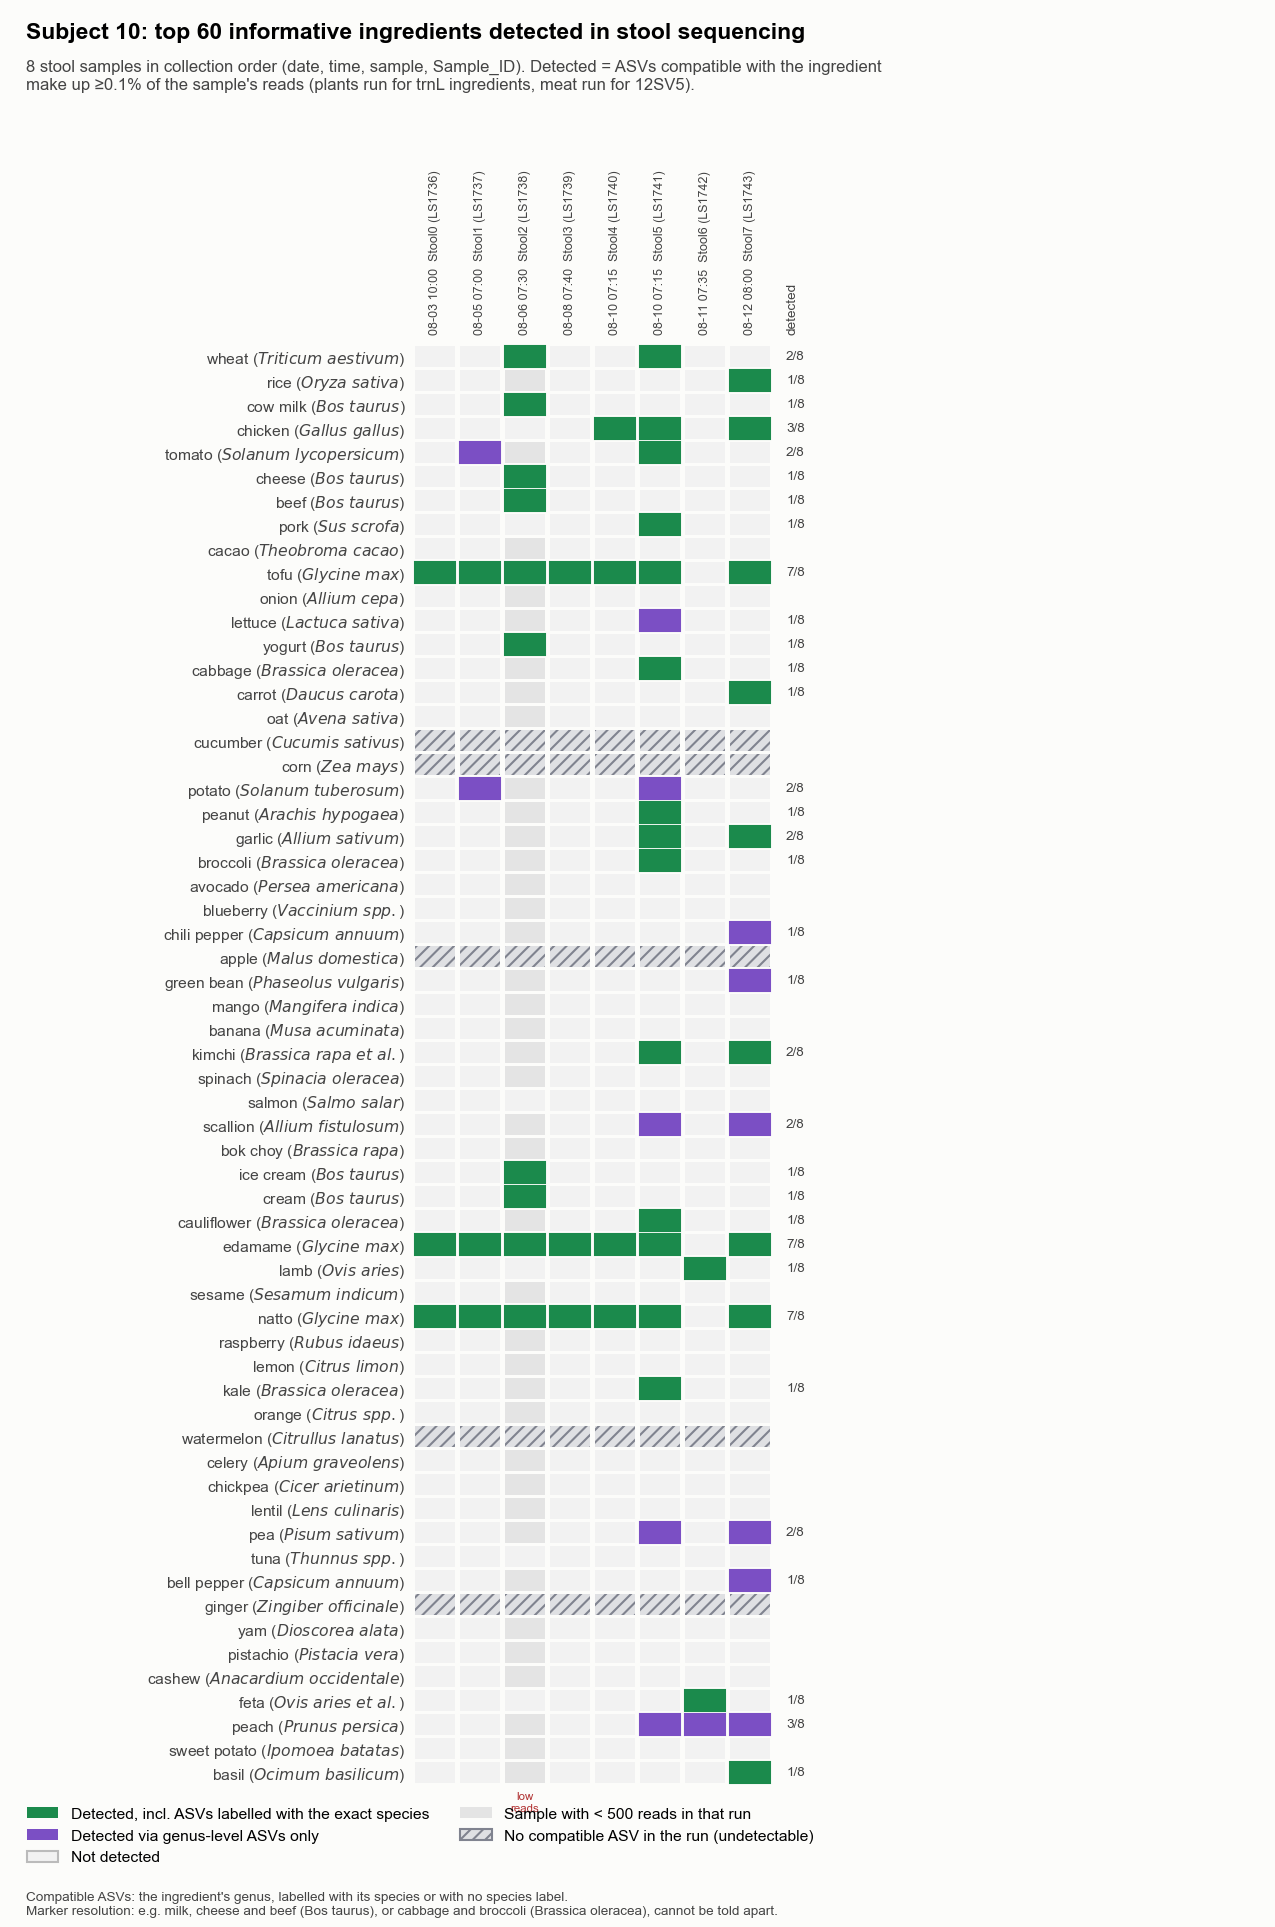 Subject 10: top 60 informative ingredients detected in stool sequencing
8 stool samples in collection order (date, time, sample, Sample_ID). Detected = ASVs compatible with the ingredient
make up ≥0.1% of the sample's reads (plants run for trnL ingredients, meat run for 12SV5).
08-03 10:00 Stool0 (LS1736)
08-05 07:00 Stool1 (LS1737)
08-06 07:30 Stool2 (LS1738)
08-08 07:40 Stool3 (LS1739)
08-10 07:15 Stool4 (LS1740)
08-10 07:15 Stool5 (LS1741)
08-11 07:35 Stool6 (LS1742)
08-12 08:00 Stool7 (LS1743)
detected
wheat (Triticum aestivum) 2/8
rice (Oryza sativa) 1/8
cow milk (Bos taurus) 1/8
chicken (Gallus gallus) 3/8
tomato (Solanum lycopersicum) 2/8
cheese (Bos taurus) 1/8
beef (Bos taurus) 1/8
pork (Sus scrofa) 1/8
cacao (Theobroma cacao)
tofu (Glycine max) 7/8
onion (Allium cepa)
lettuce (Lactuca sativa) 1/8
yogurt (Bos taurus) 1/8
cabbage (Brassica oleracea) 1/8
carrot (Daucus carota) 1/8
oat (Avena sativa)
cucumber (Cucumis sativus)
corn (Zea mays)
potato (Solanum tuberosum) 2/8
peanut (Arachis hypogaea) 1/8
garlic (Allium sativum) 2/8
broccoli (Brassica oleracea) 1/8
avocado (Persea americana)
blueberry (Vaccinium spp. )
chili pepper (Capsicum annuum) 1/8
apple (Malus domestica)
green bean (Phaseolus vulgaris) 1/8
mango (Mangifera indica)
banana (Musa acuminata)
kimchi (Brassica rapa et al. ) 2/8
spinach (Spinacia oleracea)
salmon (Salmo salar)
scallion (Allium fistulosum) 2/8
bok choy (Brassica rapa)
ice cream (Bos taurus) 1/8
cream (Bos taurus) 1/8
cauliflower (Brassica oleracea) 1/8
edamame (Glycine max) 7/8
lamb (Ovis aries) 1/8
sesame (Sesamum indicum)
natto (Glycine max) 7/8
raspberry (Rubus idaeus)
lemon (Citrus limon)
kale (Brassica oleracea) 1/8
orange (Citrus spp. )
watermelon (Citrullus lanatus)
celery (Apium graveolens)
chickpea (Cicer arietinum)
lentil (Lens culinaris)
pea (Pisum sativum) 2/8
tuna (Thunnus spp. )
bell pepper (Capsicum annuum) 1/8
ginger (Zingiber officinale)
yam (Dioscorea alata)
pistachio (Pistacia vera)
cashew (Anacardium occidentale)
feta (Ovis aries et al. ) 1/8
peach (Prunus persica) 3/8
sweet potato (Ipomoea batatas)
basil (Ocimum basilicum) 1/8
low
reads
Detected, incl. ASVs labelled with the exact species
Detected via genus-level ASVs only
Not detected
Sample with < 500 reads in that run
No compatible ASV in the run (undetectable)
Compatible ASVs: the ingredient's genus, labelled with its species or with no species label.
Marker resolution: e.g. milk, cheese and beef (Bos taurus), or cabbage and broccoli (Brassica oleracea), cannot be told apart.